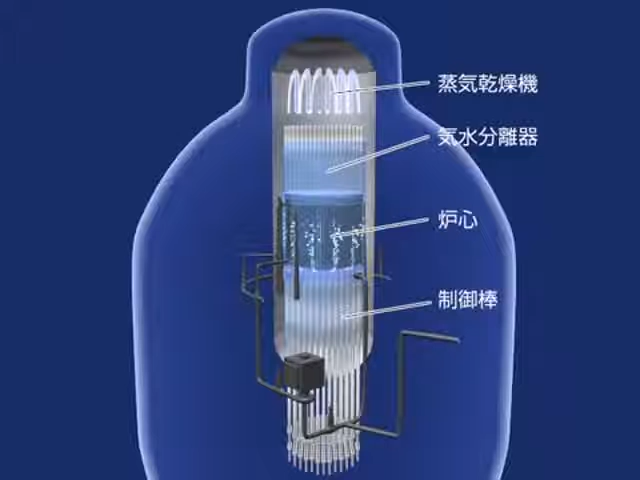 蒸気乾燥機
気水分離器
炉心
制御棒